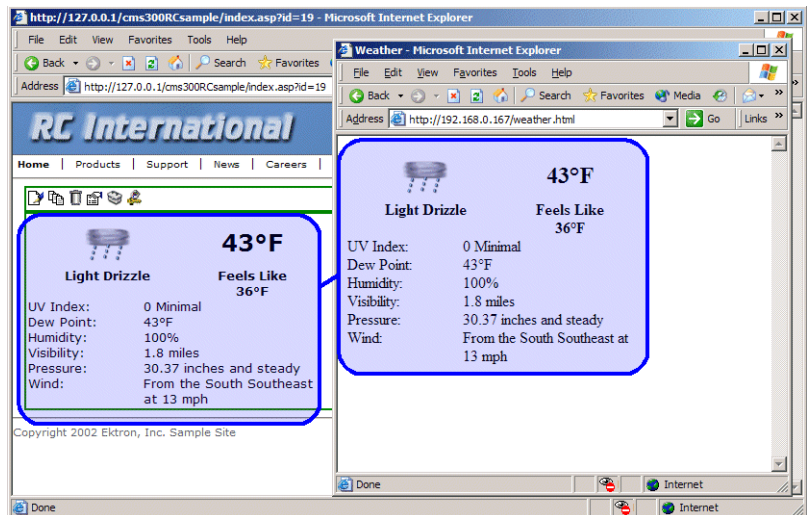 http://127.0.0.1/cms300RCsample/index.asp?id=19 - Microsoft Internet Explorer
File Edit View Favorites Tools Help
Back Search Favorites
Address http://127.0.0.1/cms300RCsample/index.asp?id=19
RC International
Home | Products | Support | News | Careers |
43°F
Light Drizzle Feels Like
36°F
UV Index: 0 Minimal
Dew Point: 43°F
Humidity: 100%
Visibility: 1.8 miles
Pressure: 30.37 inches and steady
Wind: From the South Southeast
at 13 mph
Copyright 2002 Ektron, Inc. Sample Site
Done
Internet
Weather - Microsoft Internet Explorer
File Edit View Favorites Tools Help
Back Search Favorites Media
Address http://192.168.0.167/weather.html Go Links
43°F
Light Drizzle Feels Like
36°F
UV Index: 0 Minimal
Dew Point: 43°F
Humidity: 100%
Visibility: 1.8 miles
Pressure: 30.37 inches and steady
Wind: From the South Southeast at
13 mph
Done Internet